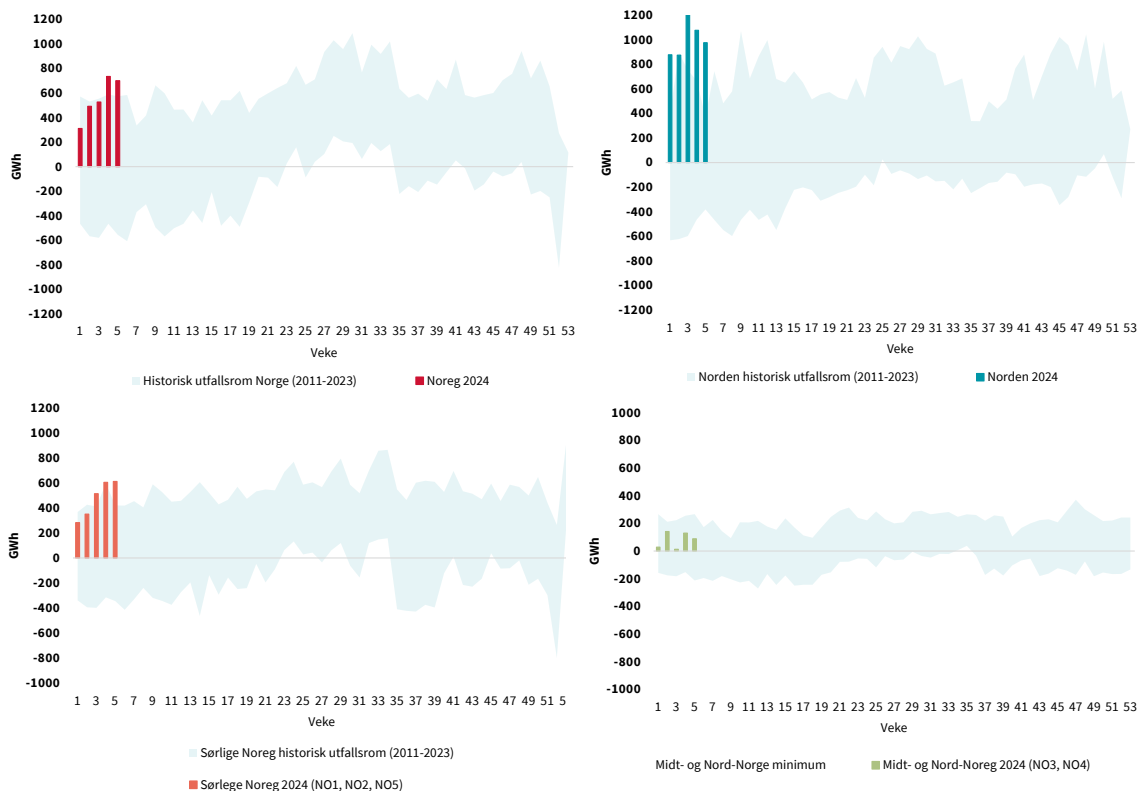 1200
1000
800
600
400
200
0
-200
-400
-600
-800
-1000
-1200
GWh
1 3 5 7 9 11 13 15 17 19 21 23 25 27 29 31 33 35 37 39 41 43 45 47 49 51 53
Veke
Historisk utfallsrom Norge (2011-2023) Noreg 2024
1200
1000
800
600
400
200
0
-200
-400
-600
-800
-1000
-1200
GWh
1 3 5 7 9 11 13 15 17 19 21 23 25 27 29 31 33 35 37 39 41 43 45 47 49 51 53
Veke
Norden historisk utfallsrom (2011-2023) Norden 2024
1200
1000
800
600
400
200
0
-200
-400
-600
-800
-1000
GWh
1 3 5 7 9 11 13 15 17 19 21 23 25 27 29 31 33 35 37 39 41 43 45 47 49 51 5
Veke
Sørlige Noreg historisk utfallsrom (2011-2023)
Sørlege Noreg 2024 (NO1, NO2, NO5)
1000
800
600
400
200
0
-200
-400
-600
-800
-1000
GWh
1 3 5 7 9 11 13 15 17 19 21 23 25 27 29 31 33 35 37 39 41 43 45 47 49 51 53
Veke
Midt- og Nord-Norge minimum Midt- og Nord-Noreg 2024 (NO3, NO4)